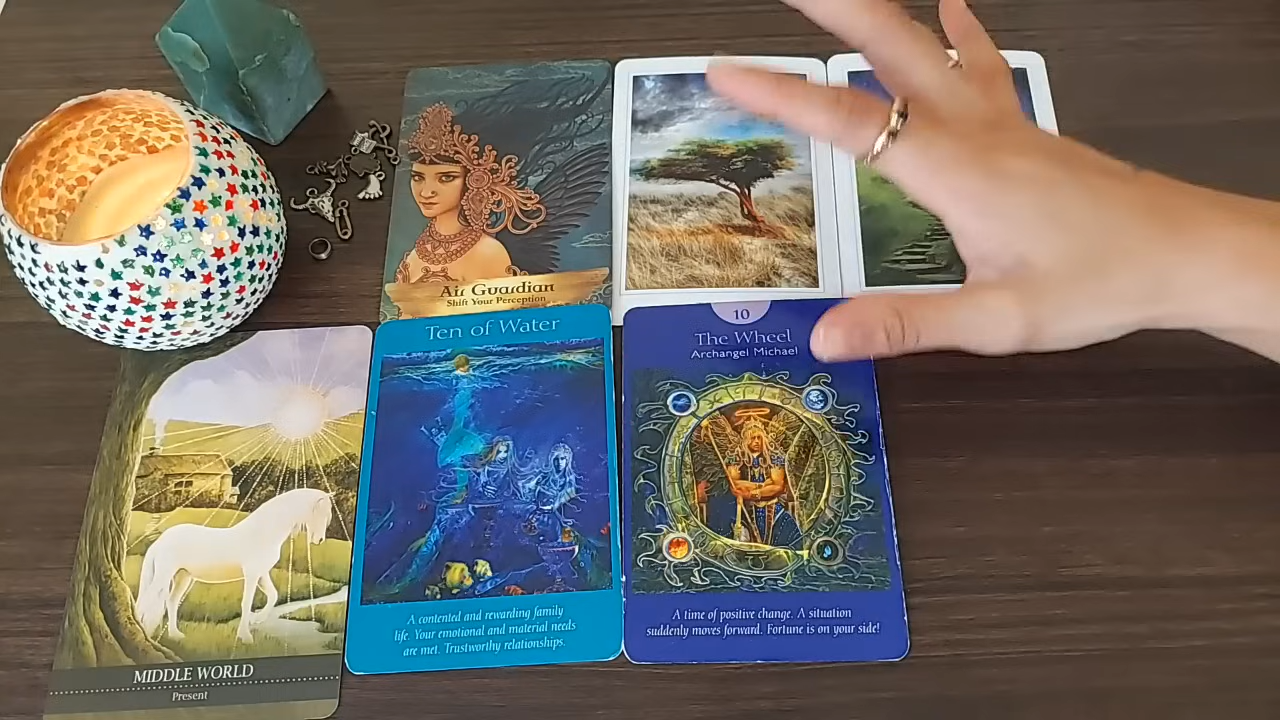 Air Guardian
Shift Your Perception
Ten of Water
A contented and rewarding family
life. Your emotional and material needs
are met. Trustworthy relationships.
10
The Wheel
Archangel Michael
A time of positive change. A situation
suddenly moves forward. Fortune is on your side!
MIDDLE WORLD
Present